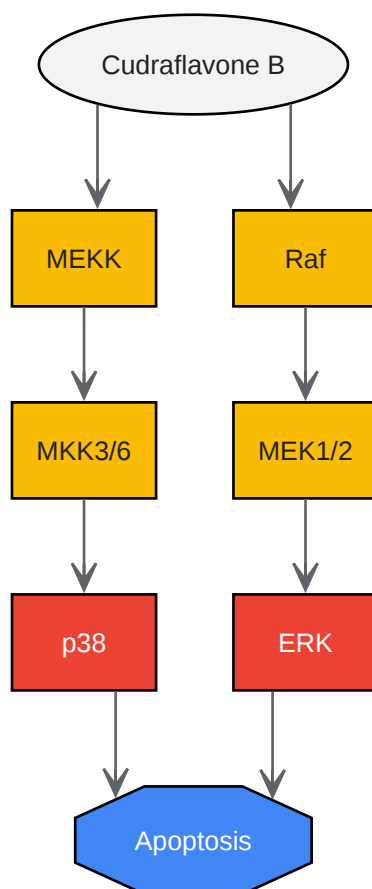 Cudraflavone B
MEKK
Raf
MKK3/6
MEK1/2
p38
ERK
Apoptosis